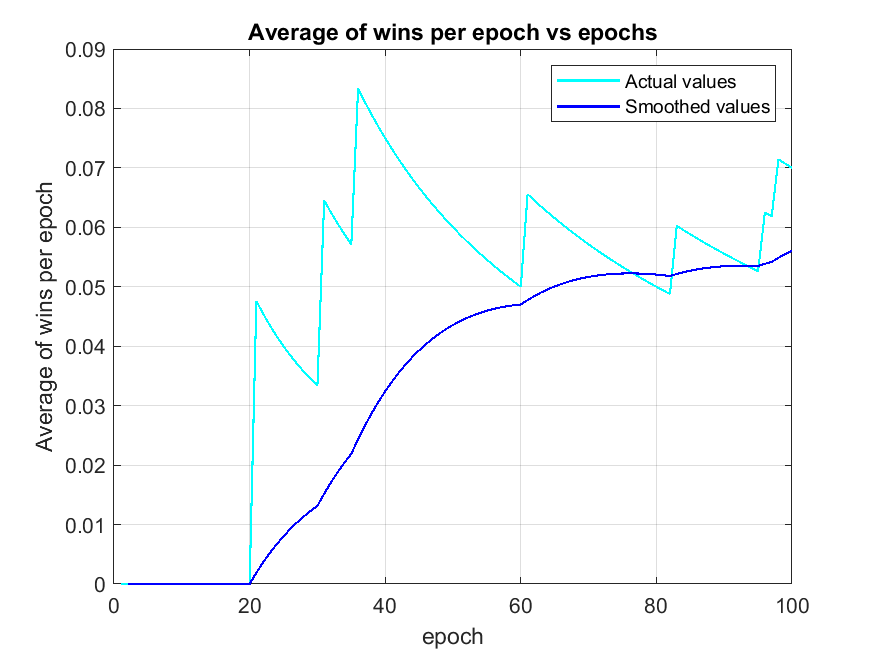 Average of wins per epoch vs epochs
Actual values
Smoothed values
Average of wins per epoch
0.09
0.08
0.07
0.06
0.05
0.04
0.03
0.02
0.01
0
0 20 40 60 80 100
epoch